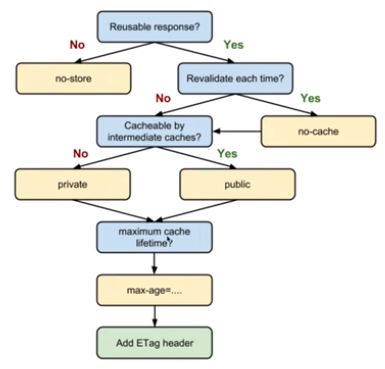 Reusable response?
No
Yes
no-store
Revalidate each time?
No
Yes
Cacheable by
intermediate caches?
no-cache
No
Yes
private
public
maximum cache
lifetime?
max-age=....
Add ETag header